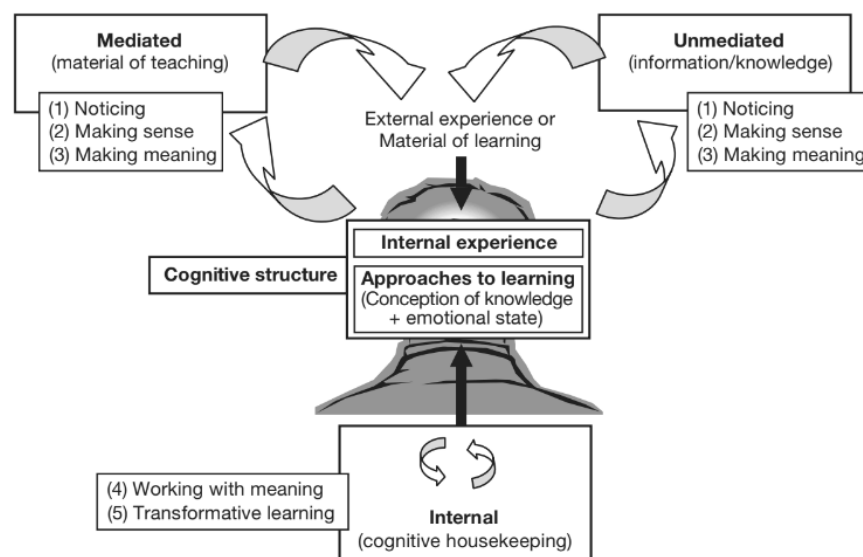 Mediated
(material of teaching)
(1) Noticing
(2) Making sense
(3) Making meaning
Unmediated
(information/knowledge)
(1) Noticing
(2) Making sense
(3) Making meaning
External experience or
Material of learning
Internal experience
Cognitive structure
Approaches to learning
(Conception of knowledge
+ emotional state)
(4) Working with meaning
(5) Transformative learning
Internal
(cognitive housekeeping)